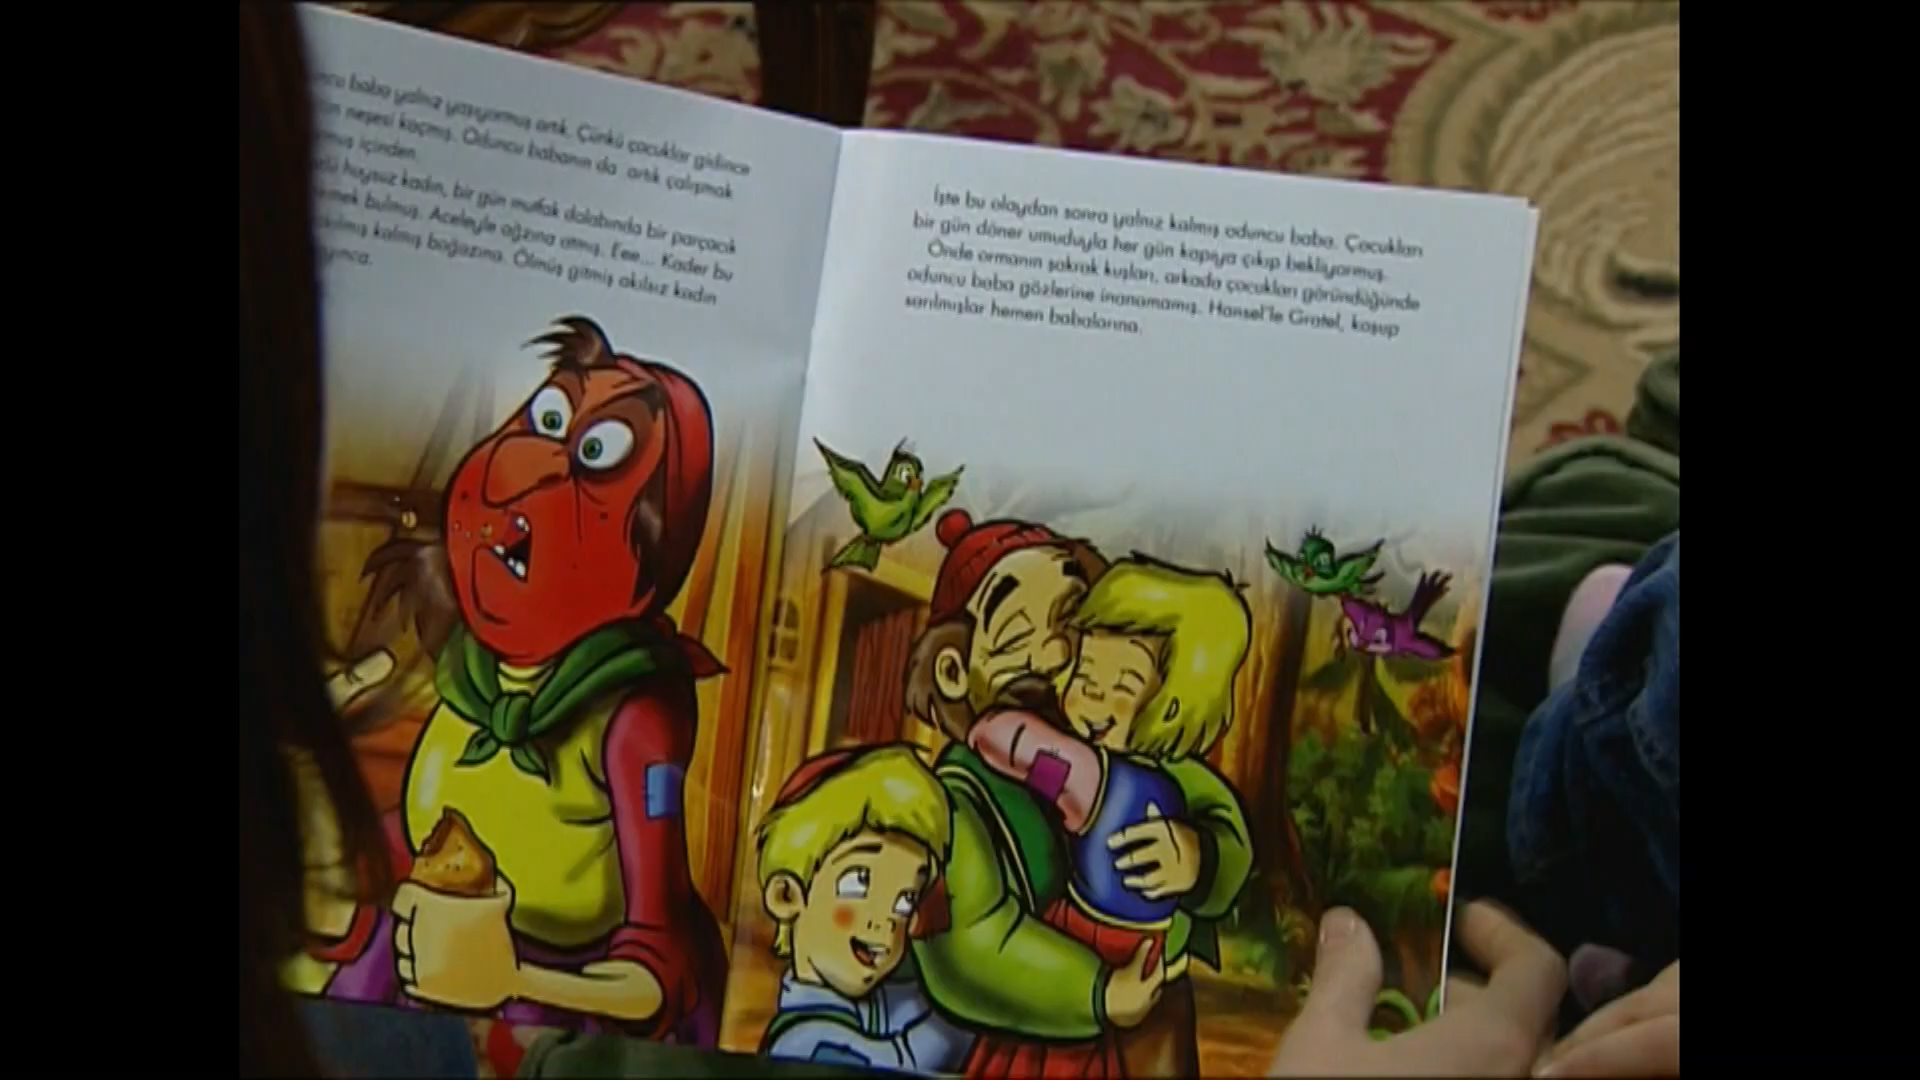 baba yalnız yaşıyormuş artık. Çünkü çocuklar gidince
neşesi kaçmış. Oduncu babanın da artık çalışmak
içinden.
huysuz kadın, bir gün mutfak dolabında bir parçacık
bulmuş. Aceleyle ağzına atmış. Eee... Kader bu
kalmış boğazına. Ölmüş gitmiş akılsız kadın
İşte bu olaydan sonra yalnız kalmış oduncu baba. Çocukları
bir gün döner umuduyla her gün kapıya çıkıp bekliyormuş.
Önde ormanın şakrak kuşları, arkada çocukları göründüğünde
oduncu baba gözlerine inanamamış. Hansel'le Gratel, koşup
sarılmışlar hemen babalarına.